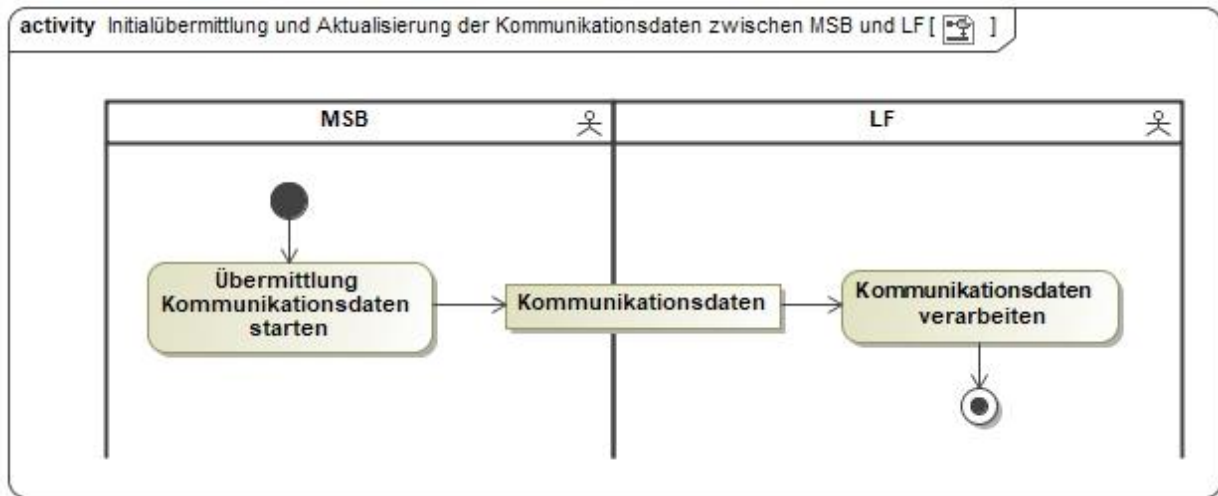 activity Initialübermittlung und Aktualisierung der Kommunikationsdaten zwischen MSB und LF [ ]
MSB
LF
Übermittlung
Kommunikationsdaten
starten
Kommunikationsdaten
Kommunikationsdaten
verarbeiten